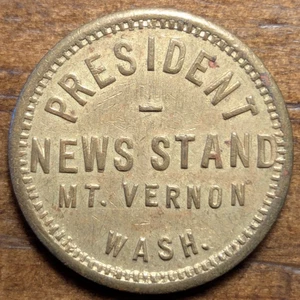 PRESIDENT
-
NEWS STAND
MT. VERNON
WASH.